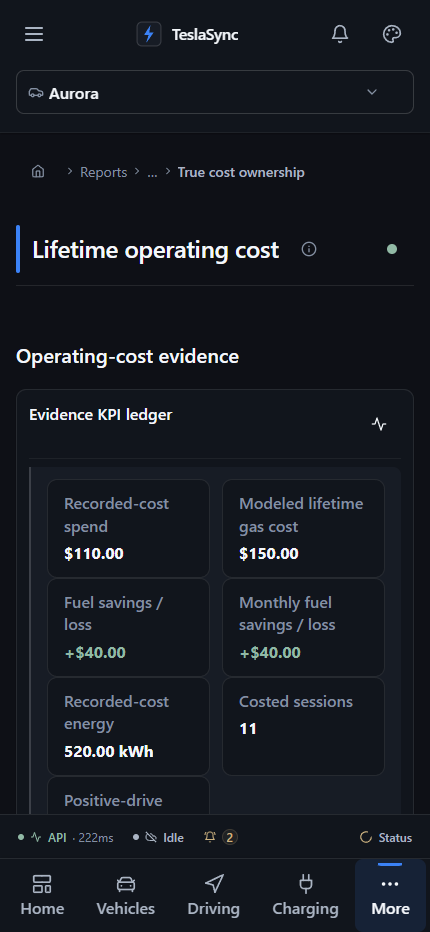 TeslaSync
Aurora
Reports
...
True cost ownership
Lifetime operating cost
Operating-cost evidence
Evidence KPI ledger
Recorded-cost
spend
$110.00
Modeled lifetime
gas cost
$150.00
Fuel savings /
loss
+$40.00
Monthly fuel
savings / loss
+$40.00
Recorded-cost
energy
520.00 kWh
Costed sessions
11
Positive-drive
API · 222ms
Idle
2
Status
Home
Vehicles
Driving
Charging
More